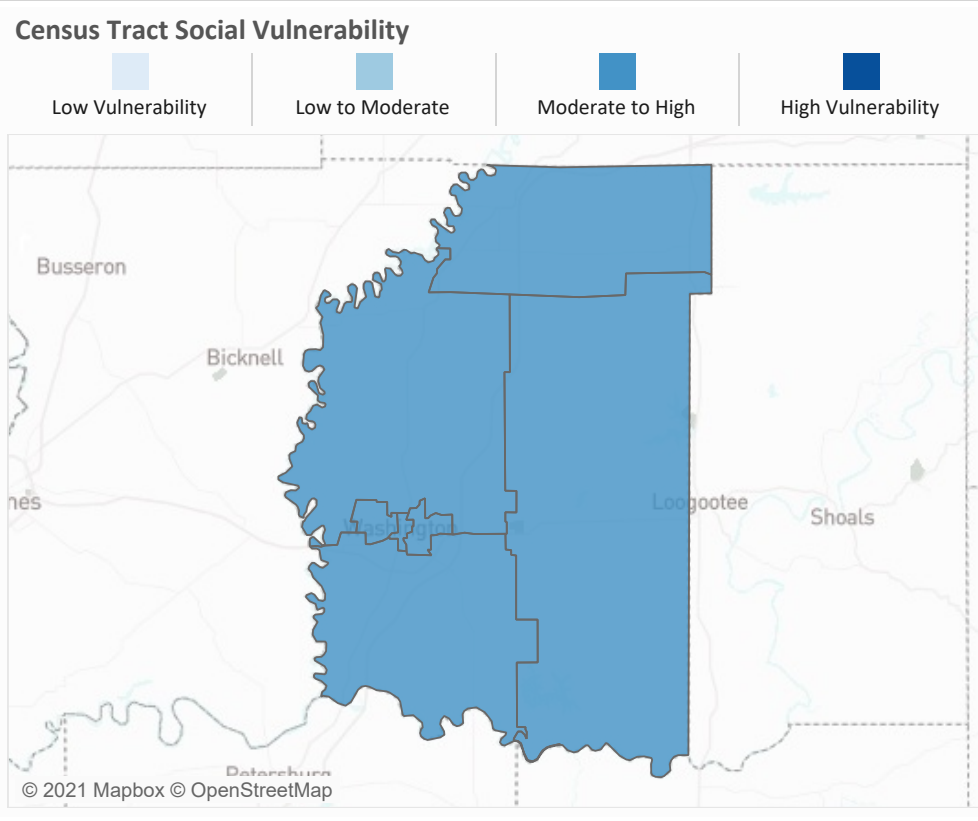 Census Tract Social Vulnerability
Low Vulnerability
Low to Moderate
Moderate to High
High Vulnerability
Busseron
Bicknell
nes
Washington
Loogootee
Shoals
Petersburg
© 2021 Mapbox © OpenStreetMap